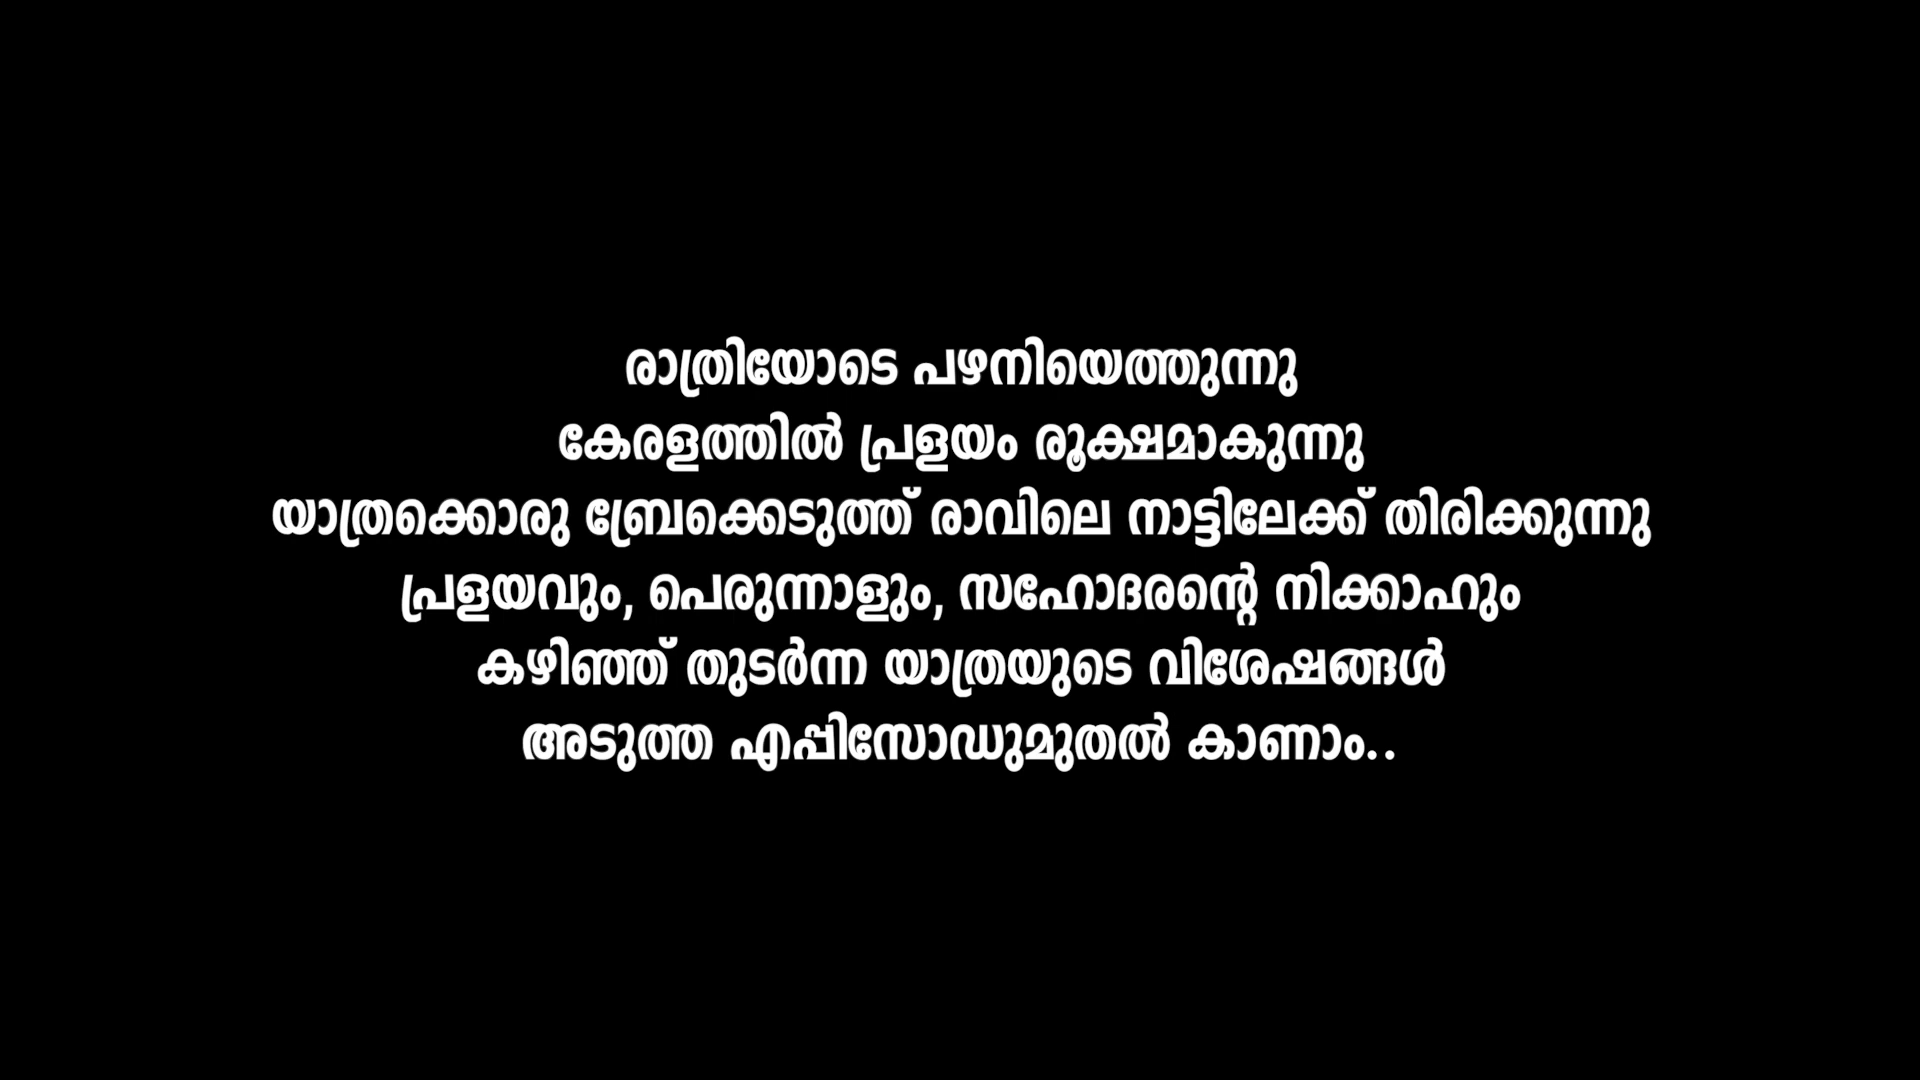 രാത്രിയോടെ പഴനിയെത്തുന്നു
കേരളത്തിൽ പ്രളയം രൂക്ഷമാകുന്നു
യാത്രക്കൊരു ബ്രേക്കെടുത്ത് രാവിലെ നാട്ടിലേക്ക് തിരിക്കുന്നു
പ്രളയവും, പെരുന്നാളും, സഹോദരന്റെ നിക്കാഹും
കഴിഞ്ഞ് തുടർന്ന യാത്രയുടെ വിശേഷങ്ങൾ
അടുത്ത എപ്പിസോഡുമുതൽ കാണാം..